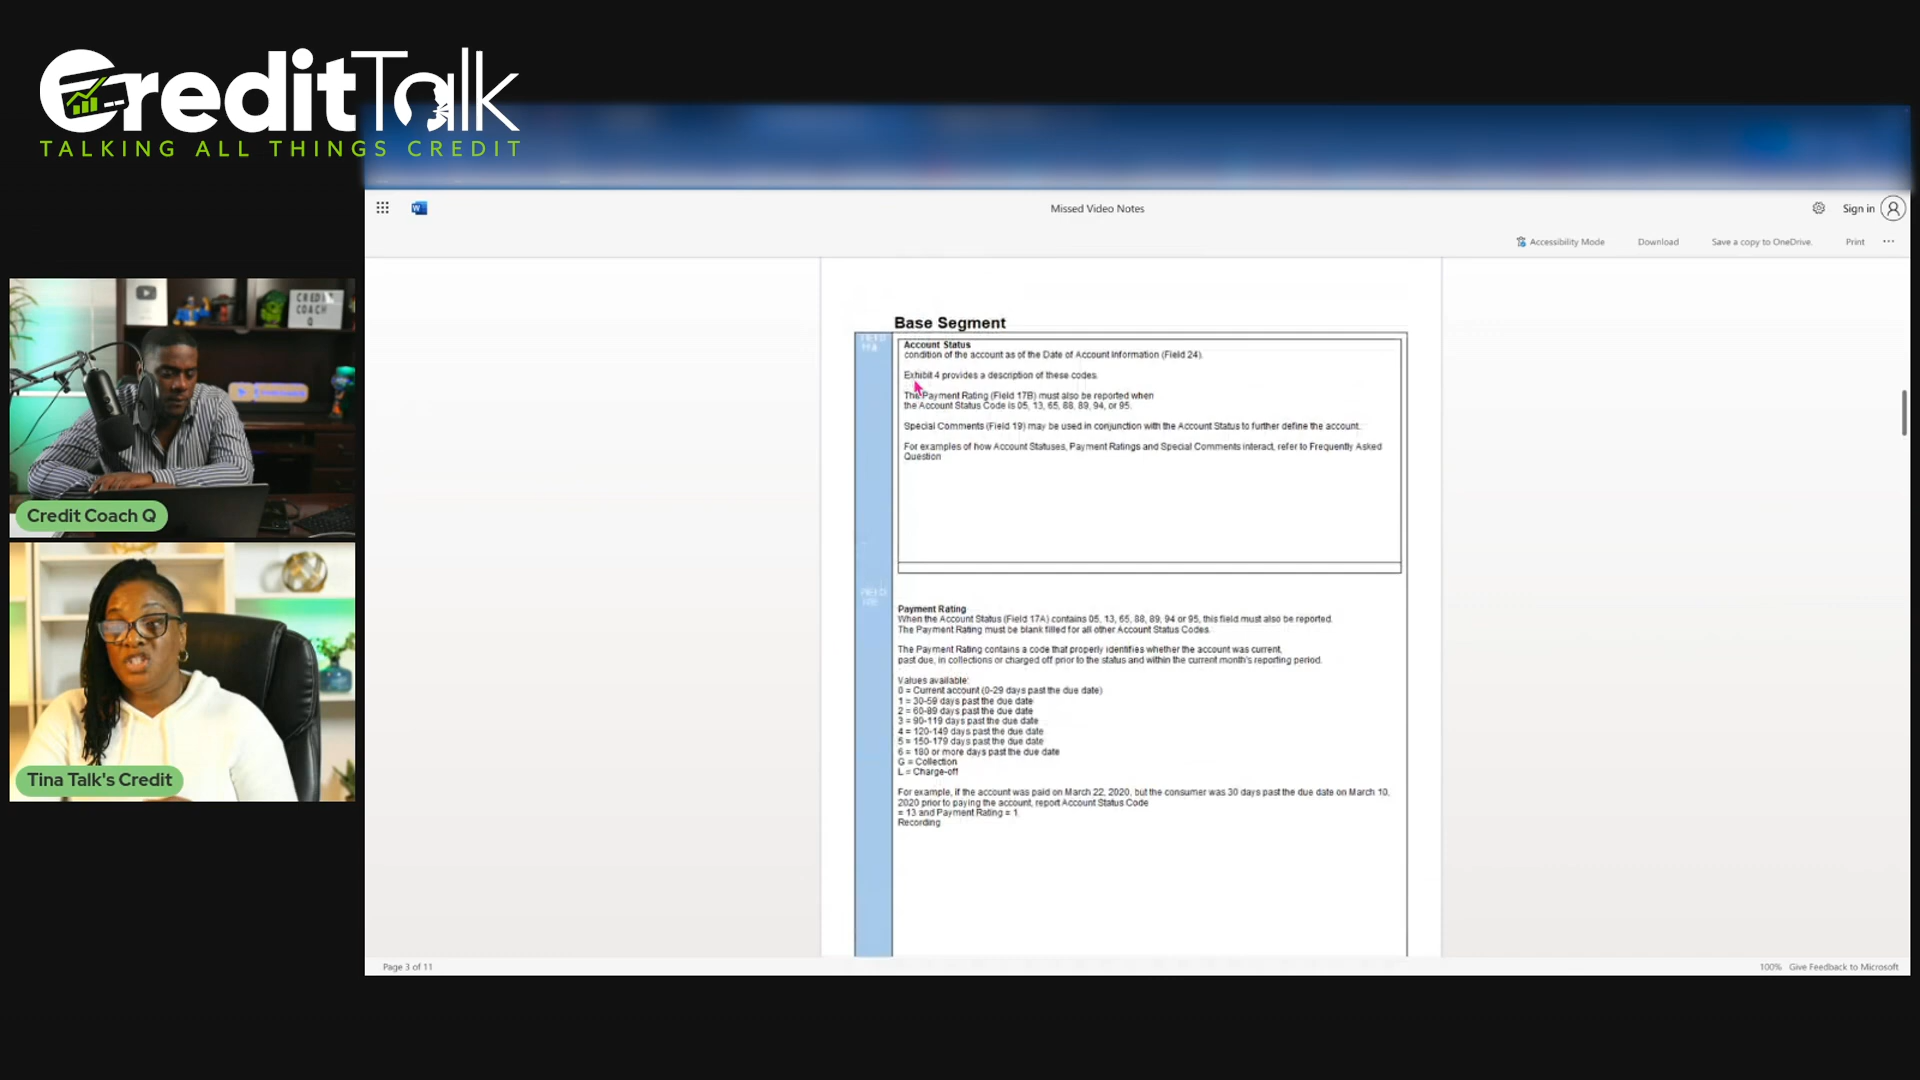 CreditTalk
TALKING ALL THINGS CREDIT
Missed Video Notes
Sign in
Accessibility Mode
Download
Save a copy to OneDrive.
Print
Base Segment
FIELD
17A
Account Status
condition of the account as of the Date of Account Information (Field 24).
Exhibit 4 provides a description of these codes.
The Payment Rating (Field 17B) must also be reported when
the Account Status Code is 05, 13, 65, 88, 89, 94, or 95.
Special Comments (Field 19) may be used in conjunction with the Account Status to further define the account.
For examples of how Account Statuses, Payment Ratings and Special Comments interact, refer to Frequently Asked
Question
FIELD
17B
Payment Rating
When the Account Status (Field 17A) contains 05, 13, 65, 88, 89, 94 or 95, this field must also be reported.
The Payment Rating must be blank filled for all other Account Status Codes.
The Payment Rating contains a code that properly identifies whether the account was current,
past due, in collections or charged off prior to the status and within the current month's reporting period.
Values available:
0 = Current account (0-29 days past the due date)
1 = 30-59 days past the due date
2 = 60-89 days past the due date
3 = 90-119 days past the due date
4 = 120-149 days past the due date
5 = 150-179 days past the due date
6 = 180 or more days past the due date
G = Collection
L = Charge-off
For example, if the account was paid on March 22, 2020, but the consumer was 30 days past the due date on March 10,
2020 prior to paying the account, report Account Status Code
= 13 and Payment Rating = 1.
Recording
Page 3 of 11
100%
Give Feedback to Microsoft
CREDIT
COACH
Q
Credit Coach Q
Tina Talk's Credit